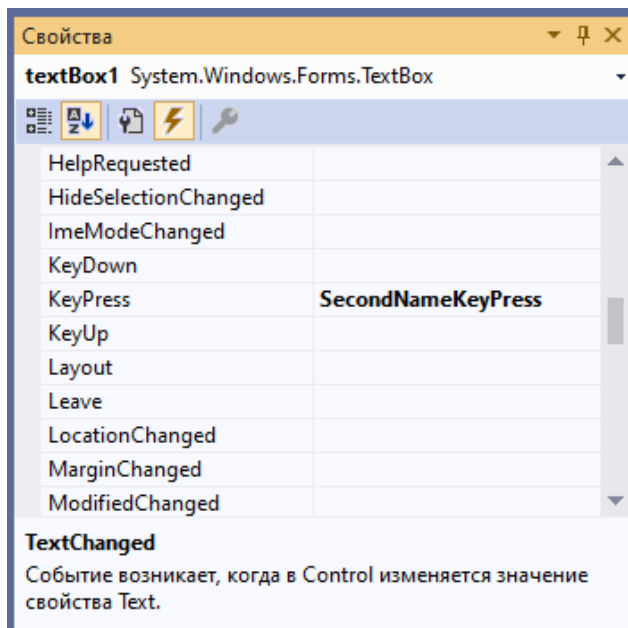 Свойства
textBox1 System.Windows.Forms.TextBox
HelpRequested
HideSelectionChanged
ImeModeChanged
KeyDown
KeyPress SecondNameKeyPress
KeyUp
Layout
Leave
LocationChanged
MarginChanged
ModifiedChanged
TextChanged
Событие возникает, когда в Control изменяется значение
свойства Text.